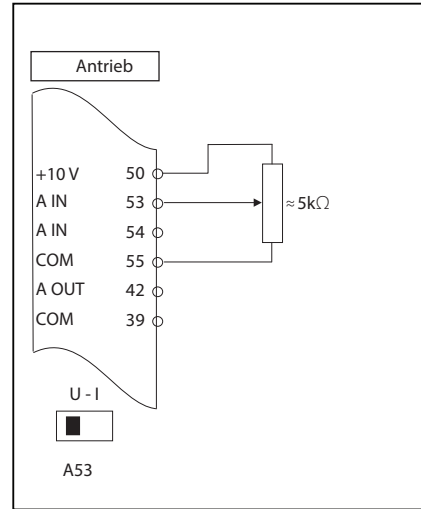 Antrieb
+10 V 50
A IN 53
≈ 5kΩ
A IN 54
COM 55
A OUT 42
COM 39
U - I
A53